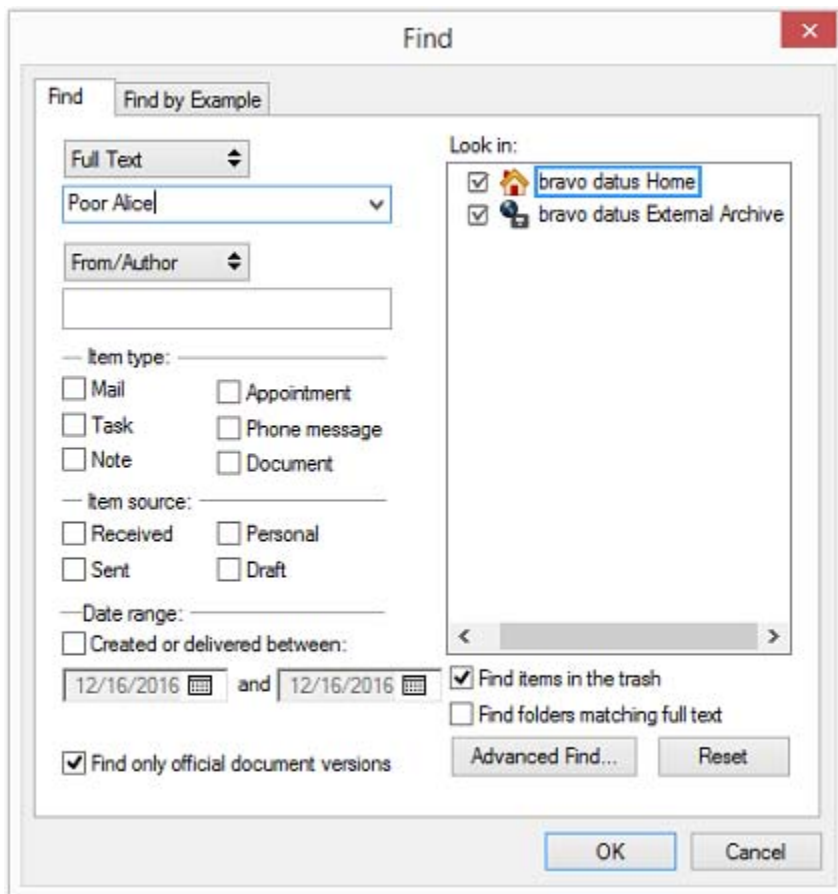 Find
Find
Find by Example
Full Text
Poor Alice
From/Author
Item type:
Mail
Appointment
Task
Phone message
Note
Document
Item source:
Received
Personal
Sent
Draft
Date range:
Created or delivered between:
12/16/2016 and 12/16/2016
Find only official document versions
Look in:
bravo datus Home
bravo datus External Archive
Find items in the trash
Find folders matching full text
Advanced Find...
Reset
OK
Cancel